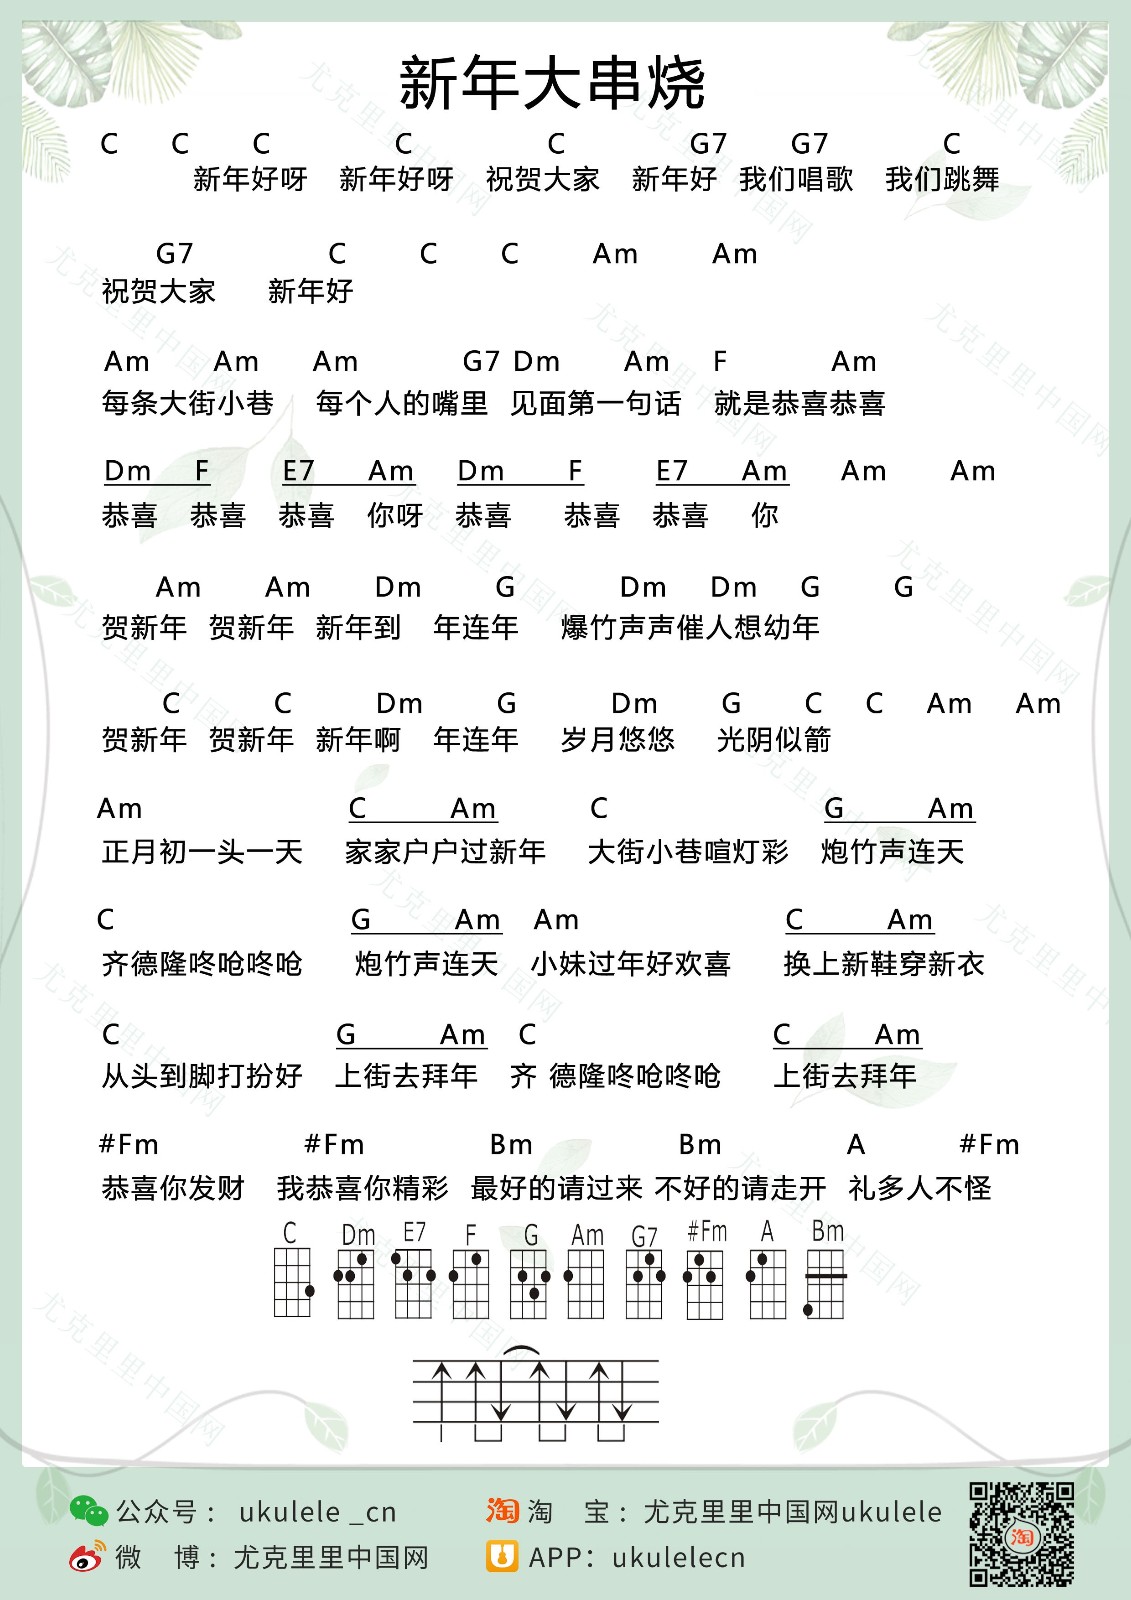 新年大串烧
C C C C C G7 G7 C
新年好呀 新年好呀 祝贺大家 新年好 我们唱歌 我们跳舞
G7 C C C Am Am
祝贺大家 新年好
Am Am Am G7 Dm Am F Am
每条大街小巷 每个人的嘴里 见面第一句话 就是恭喜恭喜
Dm F E7 Am Dm F E7 Am Am Am
恭喜 恭喜 恭喜 你呀 恭喜 恭喜 恭喜 你
Am Am Dm G Dm Dm G G
贺新年 贺新年 新年到 年连年 爆竹声声催人想幼年
C C Dm G Dm G C C Am Am
贺新年 贺新年 新年啊 年连年 岁月悠悠 光阴似箭
Am C Am C G Am
正月初一头一天 家家户户过新年 大街小巷喧灯彩 炮竹声连天
C G Am Am C Am
齐德隆咚呛咚呛 炮竹声连天 小妹过年好欢喜 换上新鞋穿新衣
C G Am C C Am
从头到脚打扮好 上街去拜年 齐 德隆咚呛咚呛 上街去拜年
#Fm #Fm Bm Bm A #Fm
恭喜你发财 我恭喜你精彩 最好的请过来 不好的请走开 礼多人不怪
C Dm E7 F G Am G7 #Fm A Bm
公众号： ukulele _cn
淘 淘 宝： 尤克里里中国网ukulele
微 博： 尤克里里中国网
APP： ukulelecn
淘
尤克里里中国网